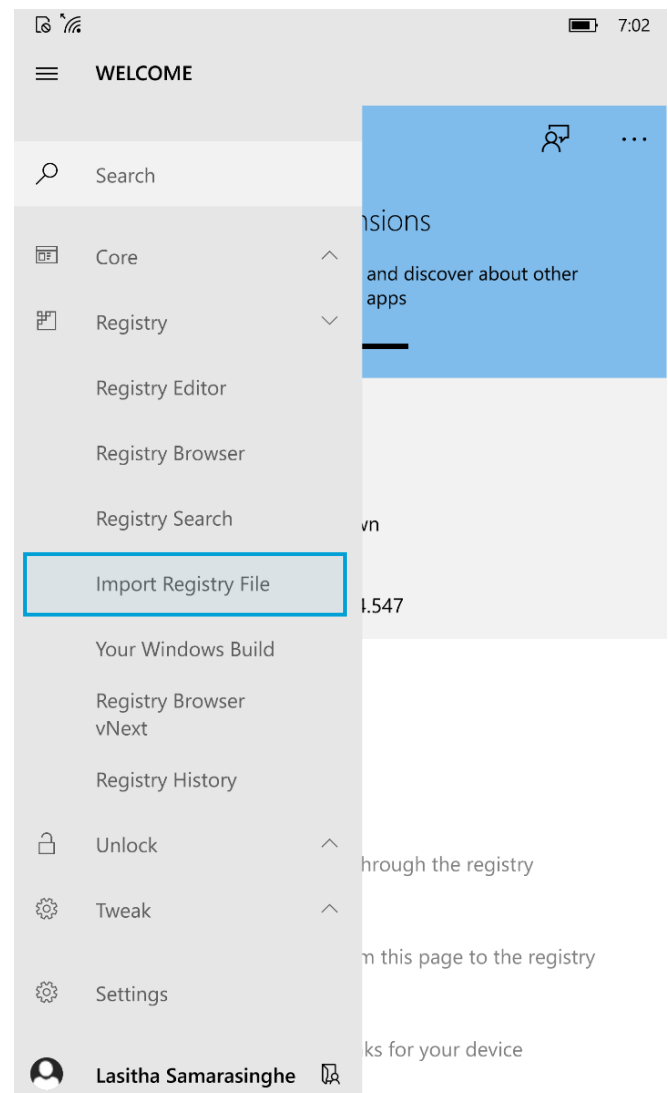 7:02
WELCOME
Search
nsions
Core
and discover about other
apps
Registry
Registry Editor
Registry Browser
Registry Search
wn
Import Registry File
4.547
Your Windows Build
Registry Browser
vNext
Registry History
Unlock
hrough the registry
Tweak
m this page to the registry
Settings
ks for your device
Lasitha Samarasinghe